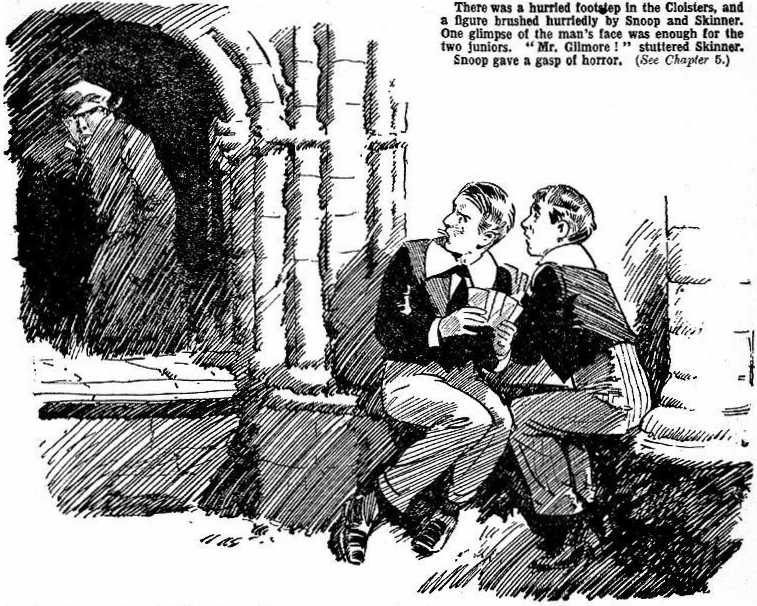 There was a hurried footstep in the Cloisters, and
a figure brushed hurriedly by Snoop and Skinner.
One glimpse of the man's face was enough for the
two juniors. "Mr. Gilmore!" stuttered Skinner.
Snoop gave a gasp of horror. (See Chapter 5.)